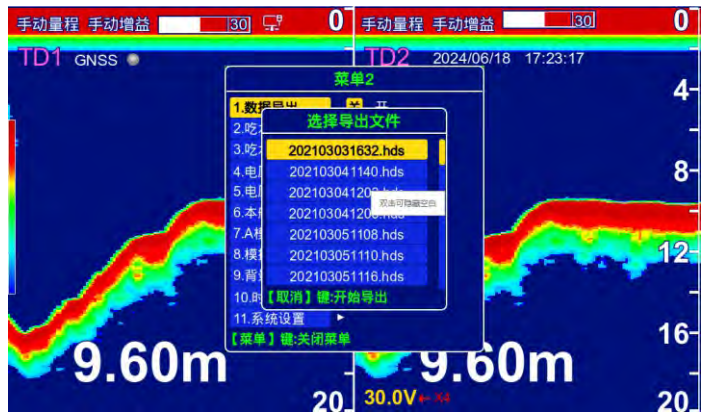 手动量程 手动增益 30 0
手动量程 手动增益 30 0
TD1 GNSS
TD2 2024/06/18 17:23:17
菜单2
4
1.数据导出 关 开
选择导出文件
2.吃
3.吃
202103031632.hds
4.电
202103041140.hds
8
5.电
202103041202.hds
双击可隐藏空白
6.本
202103041206.hds
7.A
202103051108.hds
8.模
202103051110.hds
12
9.背
202103051116.hds
10.时
【取消】键:开始导出
11.系统设置
【菜单】键:关闭菜单
16
9.60m
9.60m
20
30.0V X4
20